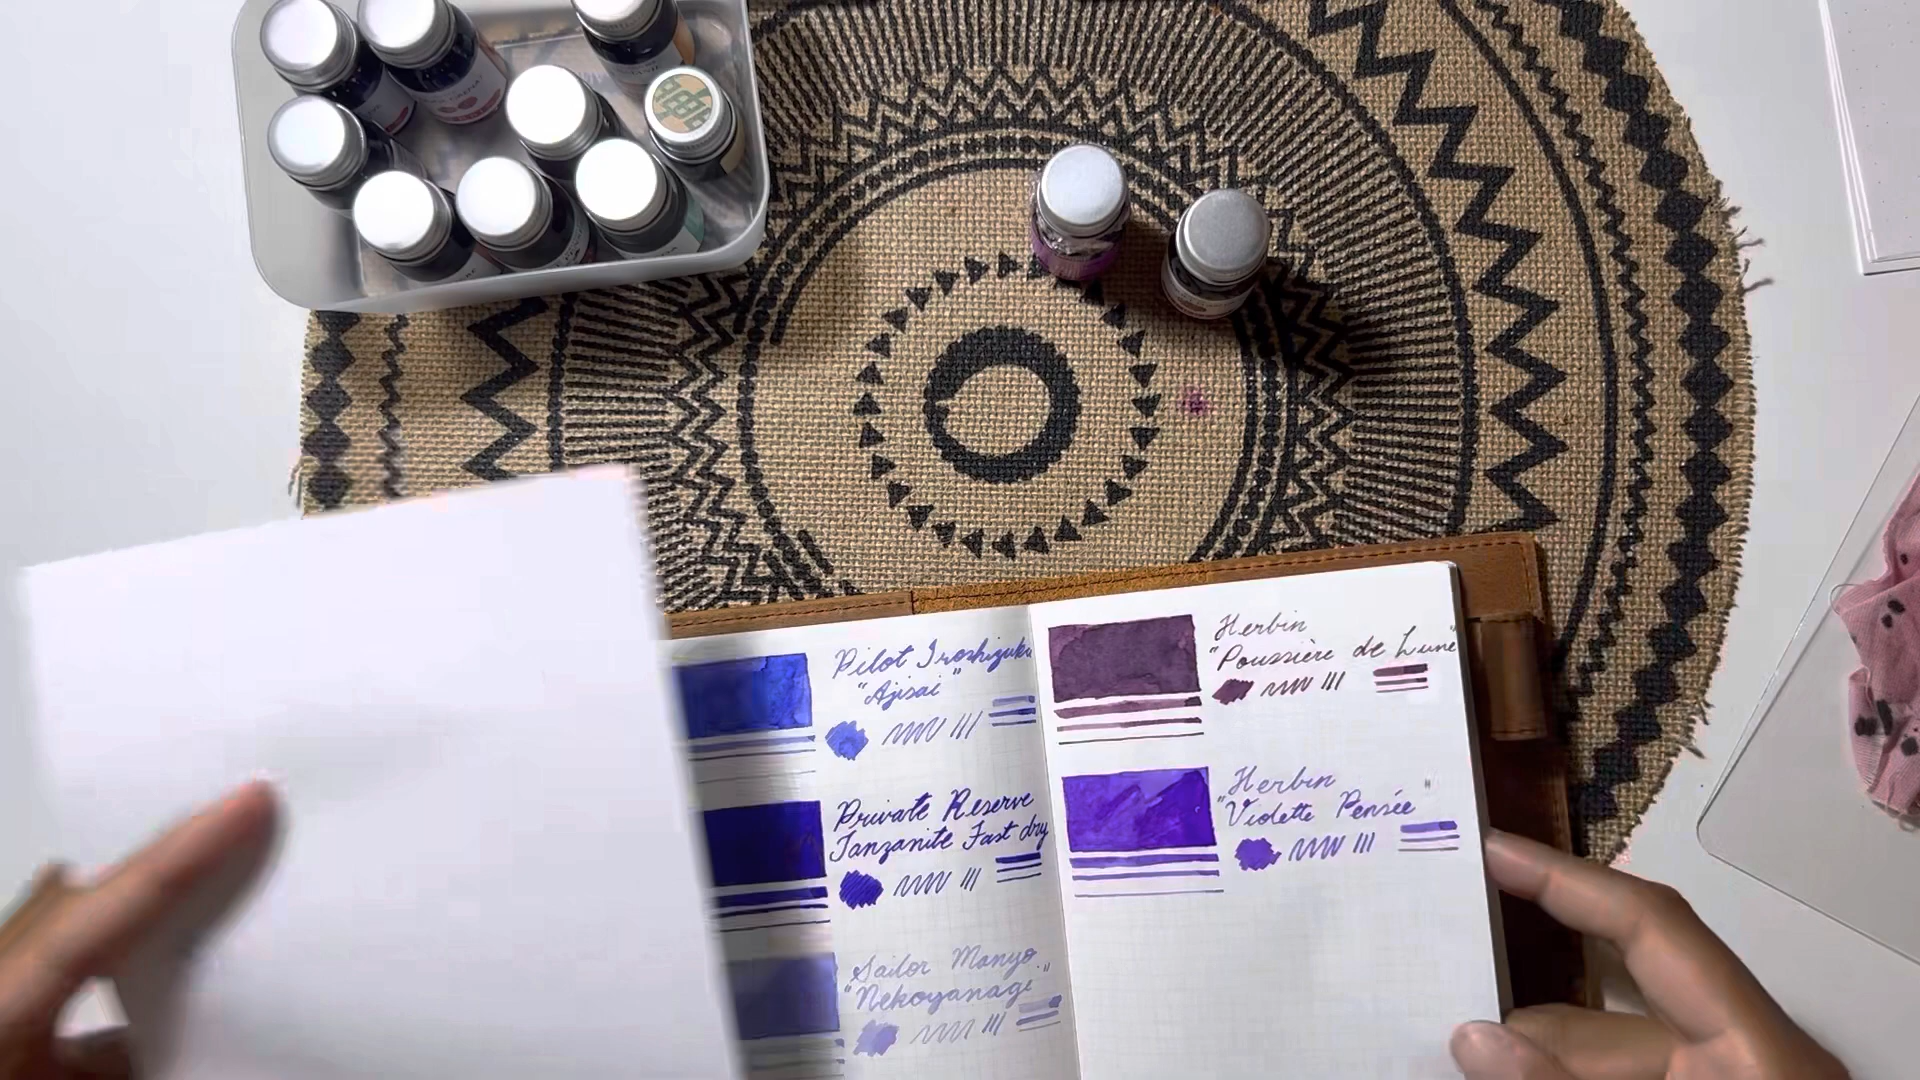 Pilot Iroshizuku
"Ajisai"
Private Reserve
Tanzanite Fast dry
Sailor Manyo
"Nekoyanagi"
Herbin
"Poussière de Lune"
Herbin
"Violette Pensée"